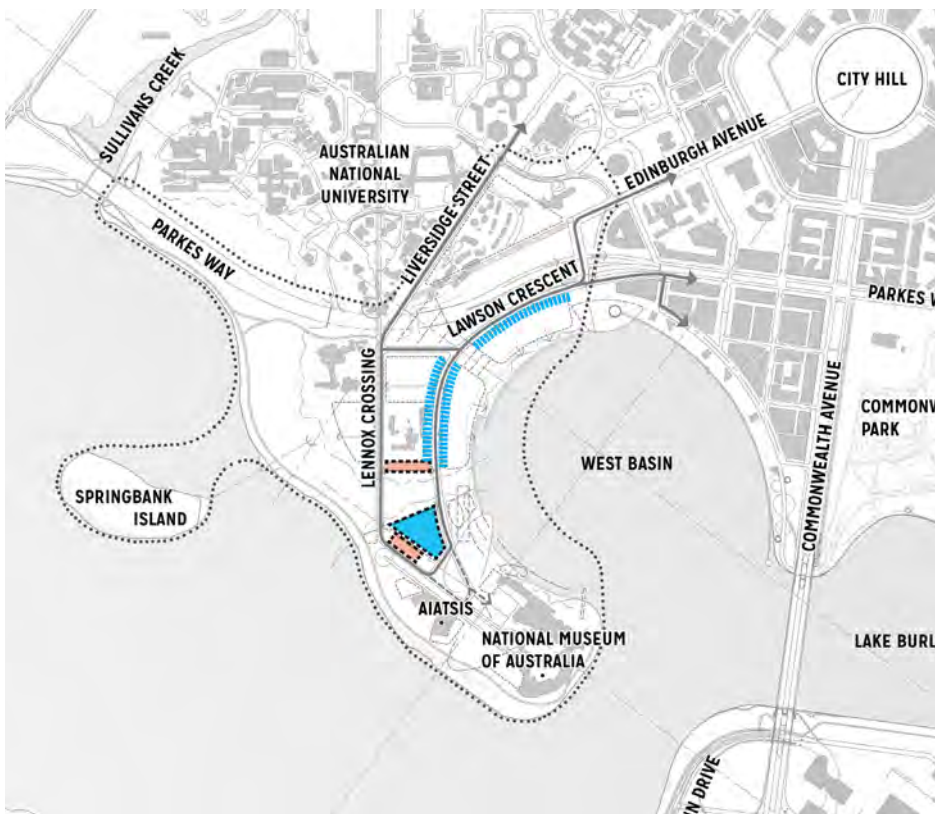 CITY HILL
SULLIVANS CREEK
AUSTRALIAN
NATIONAL
UNIVERSITY
EDINBURGH AVENUE
LIVERSIDGE STREET
PARKES WAY
LAWSON CRESCENT
PARKES W
LENNOX CROSSING
COMMONWEALTH AVENUE
COMMONW
PARK
WEST BASIN
SPRINGBANK
ISLAND
AIATSIS
NATIONAL MUSEUM
OF AUSTRALIA
LAKE BURL
N DRIVE